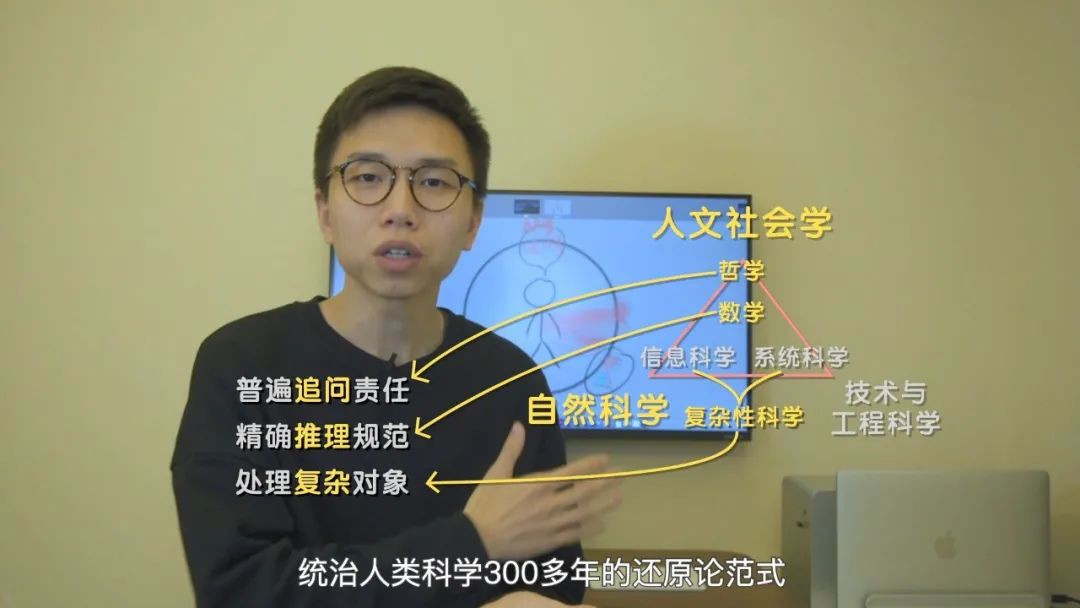 人文社会学
哲学
数学
信息科学 系统科学
自然科学 复杂性科学
技术与
工程科学
普遍追问责任
精确推理规范
处理复杂对象
统治人类科学300多年的还原论范式